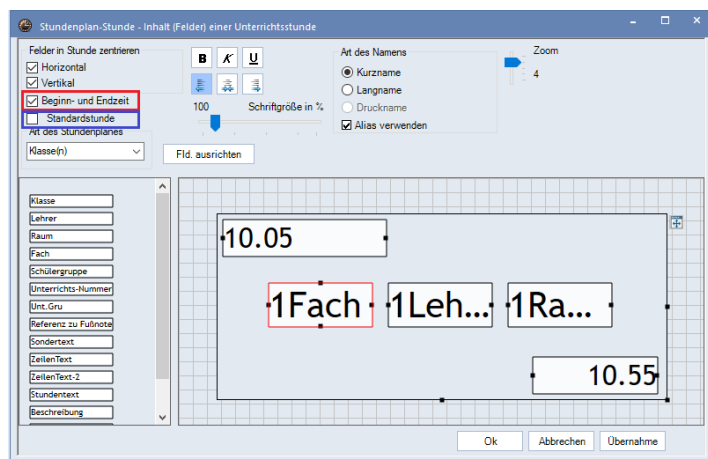 Stundenplan-Stunde - Inhalt (Felder) einer Unterrichtsstunde
Felder in Stunde zentrieren
Horizontal
Vertikal
Beginn- und Endzeit
Standardstunde
Art des Stundenplanes
Klasse(n)
B K U
100 Schriftgröße in %
Fld. ausrichten
Art des Namens
Kurzname
Langname
Druckname
Alias verwenden
Zoom
4
Klasse
Lehrer
Raum
Fach
Schülergruppe
Unterrichts-Nummer
Unt.Gru
Referenz zu Fußnote
Sondertext
ZeilenText
ZeilenText-2
Stundentext
Beschreibung
10.05
1Fach 1Leh... 1Ra...
10.55
Ok Abbrechen Übernahme